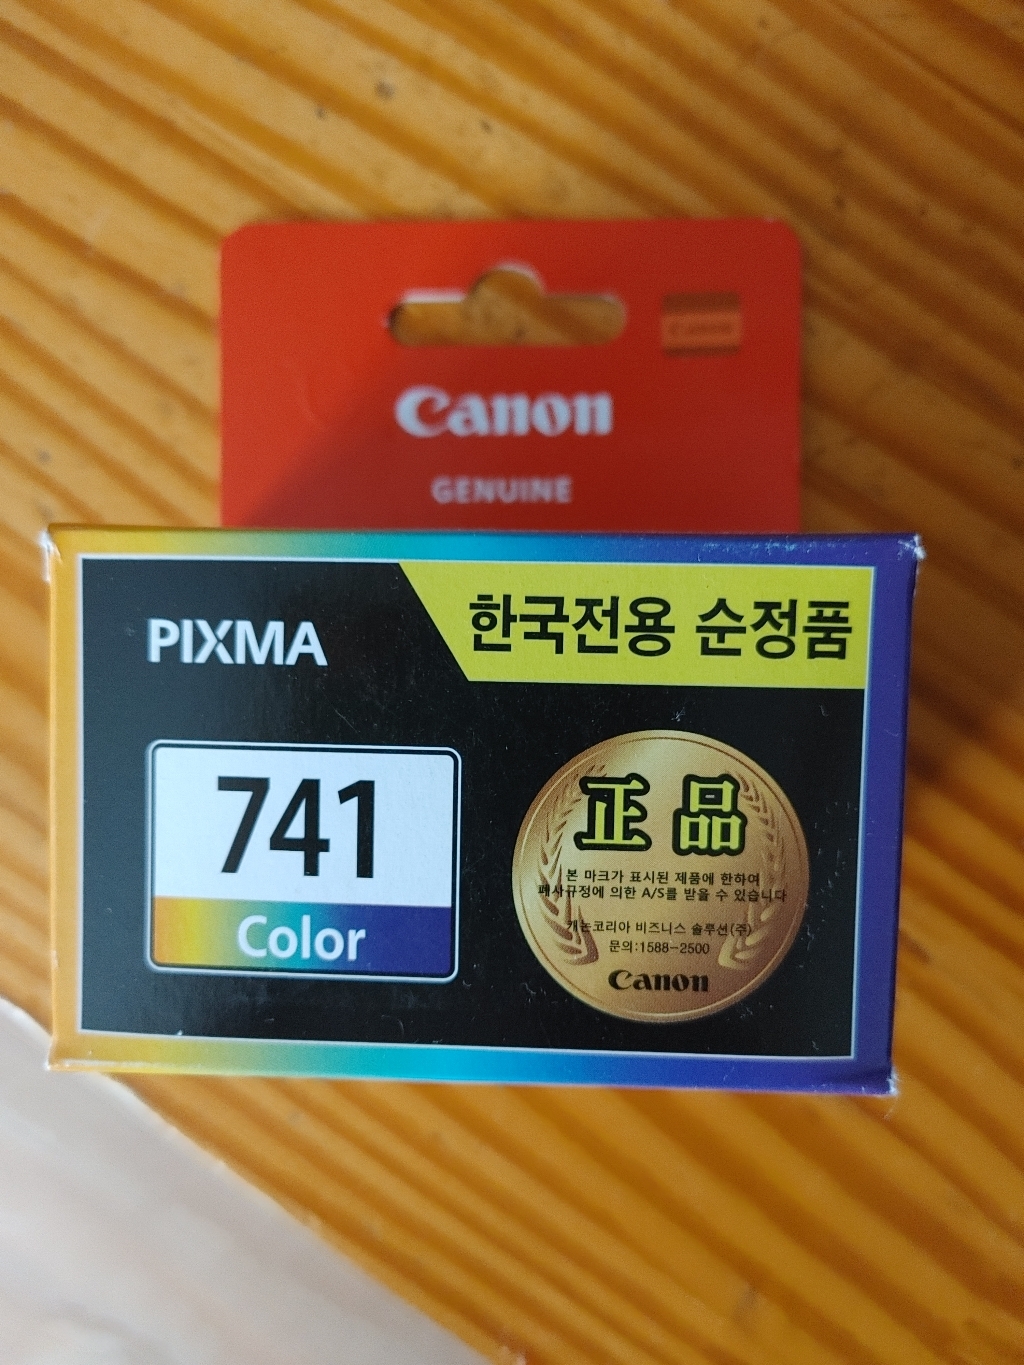 Canon
Canon
GENUINE
PIXMA
한국전용 순정품
741
Color
正品
본 마크가 표시된 제품에 한하여
폐사규정에 의한 A/S를 받을 수 있습니다
캐논코리아 비즈니스 솔루션(주)
문의:1588-2500
Canon